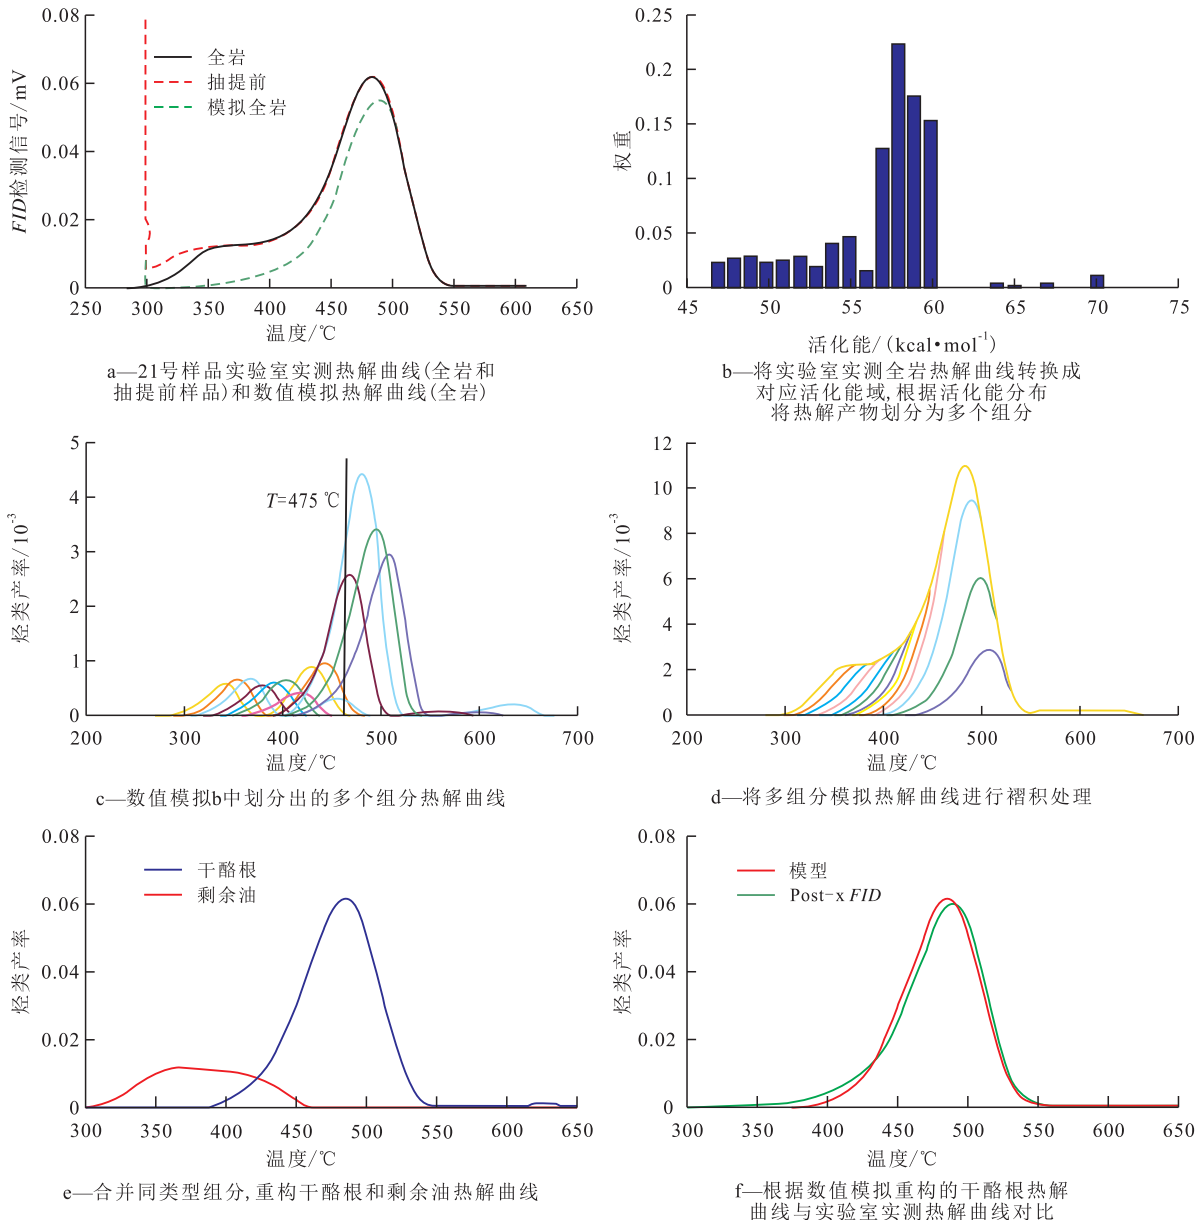 0.08
0.06
0.04
0.02
0
FID检测信号/mV
全岩
抽提前
模拟全岩
250 300 350 400 450 500 550 600 650
温度/℃
a—21号样品实验室实测热解曲线(全岩和
抽提前样品)和数值模拟热解曲线(全岩)
0.25
0.2
0.15
0.1
0.05
0
权重
45 50 55 60 65 70 75
活化能/(kcal•mol⁻¹)
b—将实验室实测全岩热解曲线转换成
对应活化能域,根据活化能分布
将热解产物划分为多个组分
5
4
3
2
1
0
烃类产率/10⁻³
T=475 ℃
200 300 400 500 600 700
温度/℃
c—数值模拟b中划分出的多个组分热解曲线
12
10
8
6
4
2
0
烃类产率/10⁻³
200 300 400 500 600 700
温度/℃
d—将多组分模拟热解曲线进行褶积处理
0.08
0.06
0.04
0.02
0
烃类产率
干酪根
剩余油
300 350 400 450 500 550 600 650
温度/℃
e—合并同类型组分,重构干酪根和剩余油热解曲线
0.08
0.06
0.04
0.02
0
烃类产率
模型
Post-x FID
300 350 400 450 500 550 600 650
温度/℃
f—根据数值模拟重构的干酪根热解
曲线与实验室实测热解曲线对比